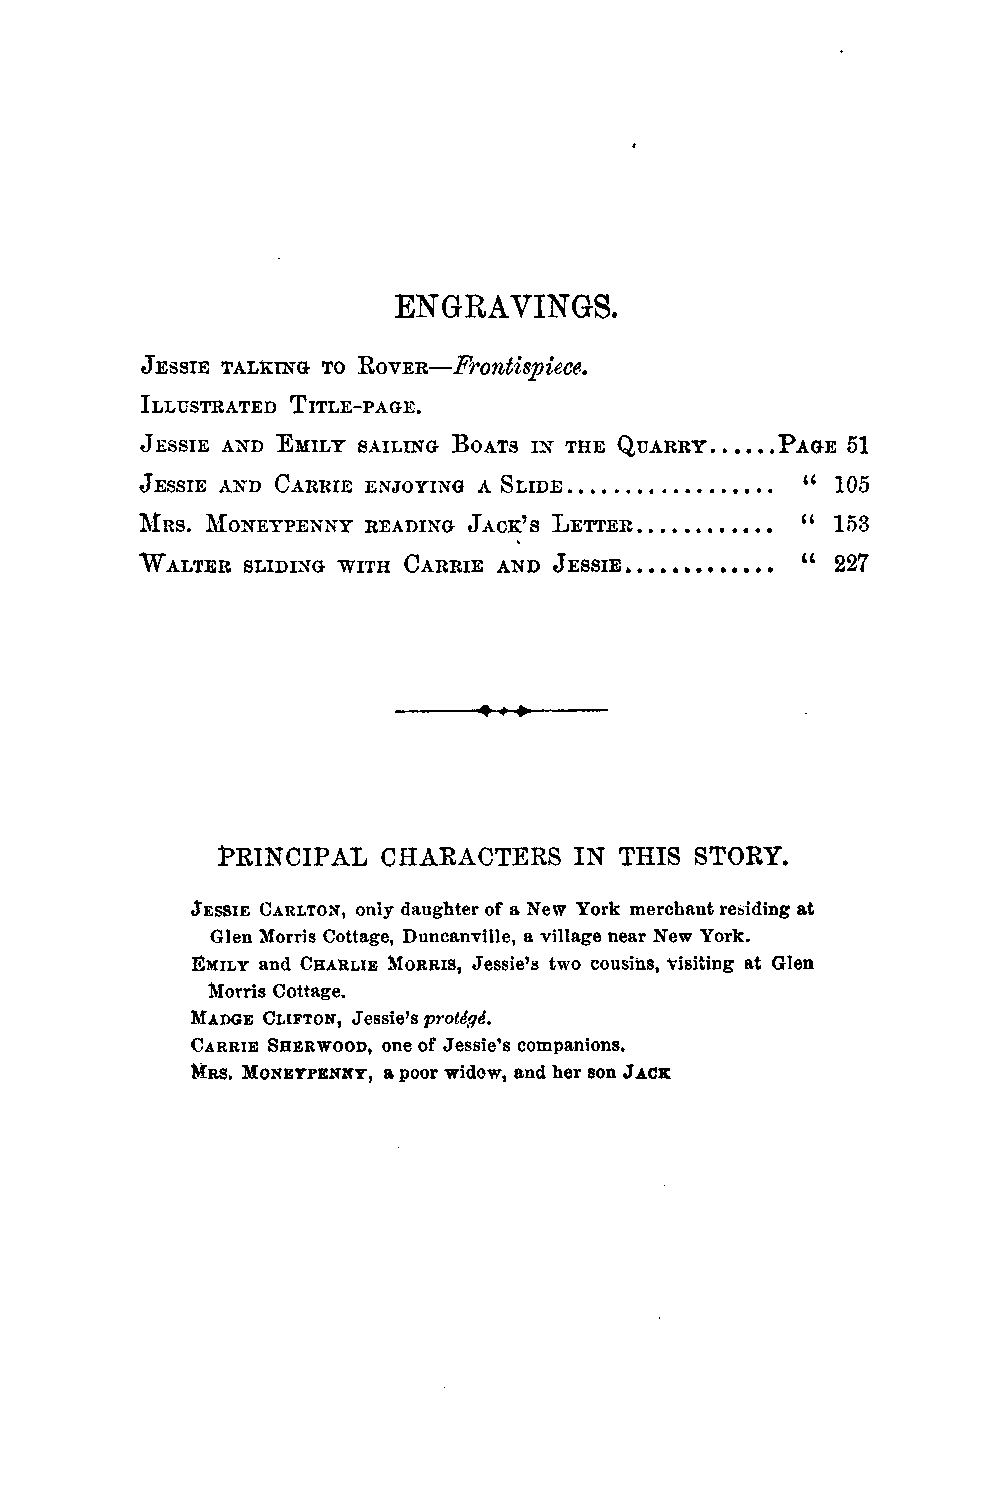 ENGRAVINGS.
Jessie talking to Rover—Frontispiece.
Illustrated Title-page.
Jessie and Emily sailing Boats in the Quarry......Page 51
Jessie and Carrie enjoying a Slide.................. “ 105
Mrs. Moneypenny reading Jack's Letter............ “ 153
Walter sliding with Carrie and Jessie............. “ 227
PRINCIPAL CHARACTERS IN THIS STORY.
Jessie Carlton, only daughter of a New York merchant residing at
Glen Morris Cottage, Duncanville, a village near New York.
Emily and Charlie Morris, Jessie's two cousins, visiting at Glen
Morris Cottage.
Madge Clifton, Jessie's protégé.
Carrie Sherwood, one of Jessie's companions.
Mrs. Moneypenny, a poor widow, and her son Jack